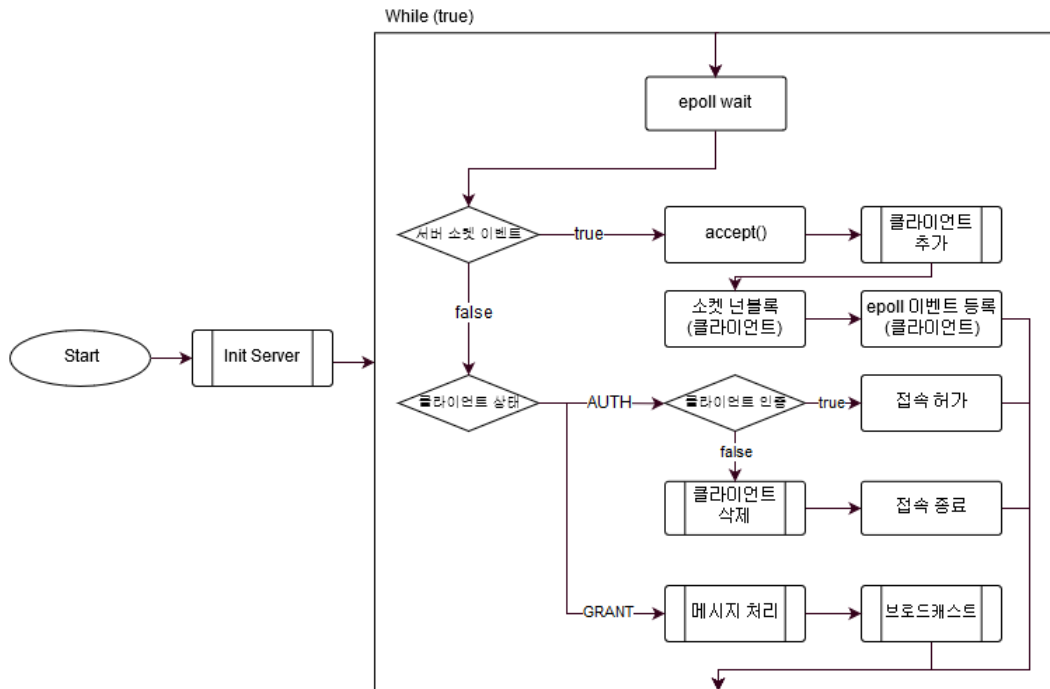 While (true)
epoll wait
서버 소켓 이벤트
true
accept()
클라이언트
추가
false
소켓 넌블록
(클라이언트)
epoll 이벤트 등록
(클라이언트)
Start
Init Server
클라이언트 상태
AUTH
클라이언트 인증
true
접속 허가
false
클라이언트
삭제
접속 종료
GRANT
메시지 처리
브로드캐스트